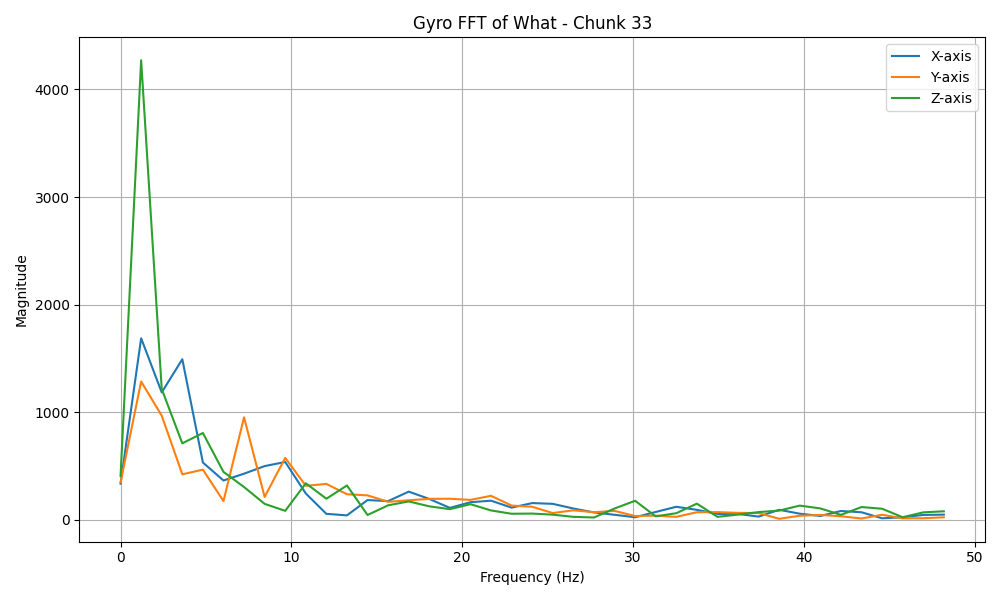 Gyro FFT of What - Chunk 33
X-axis
Y-axis
Z-axis
4000
3000
2000
1000
0
Magnitude
0 10 20 30 40 50
Frequency (Hz)